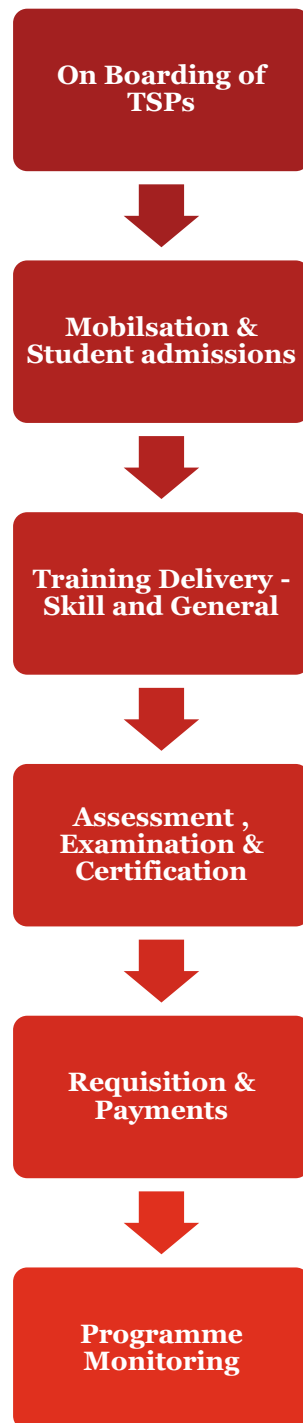 On Boarding of
TSPs
Mobilsation &
Student admissions
Training Delivery -
Skill and General
Assessment ,
Examination &
Certification
Requisition &
Payments
Programme
Monitoring